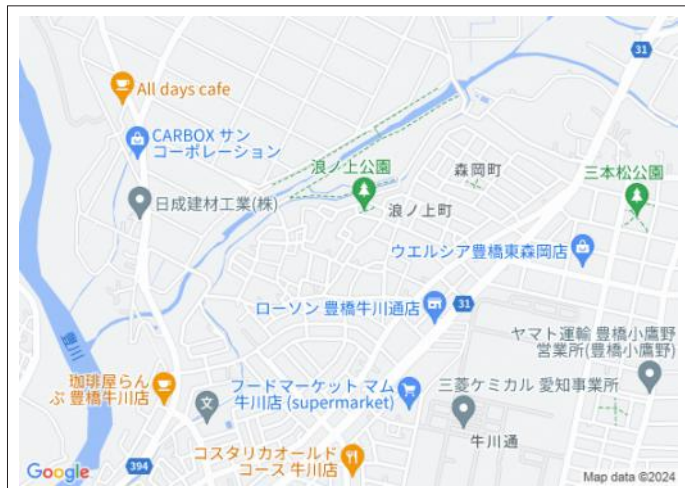 31
All days cafe
CARBOX サン
コーポレーション
浪ノ上公園
森岡町
三本松公園
日成建材工業(株)
浪ノ上町
ウエルシア豊橋東森岡店
ローソン 豊橋牛川通店
31
豊川
ヤマト運輸 豊橋小鷹野
営業所(豊橋小鷹野)
珈琲屋らん
ぷ 豊橋牛川店
フードマーケット マム
牛川店 (supermarket)
三菱ケミカル 愛知事業所
文
牛川通
コスタリカオールド
コース 牛川店
394
Google
Map data ©2024